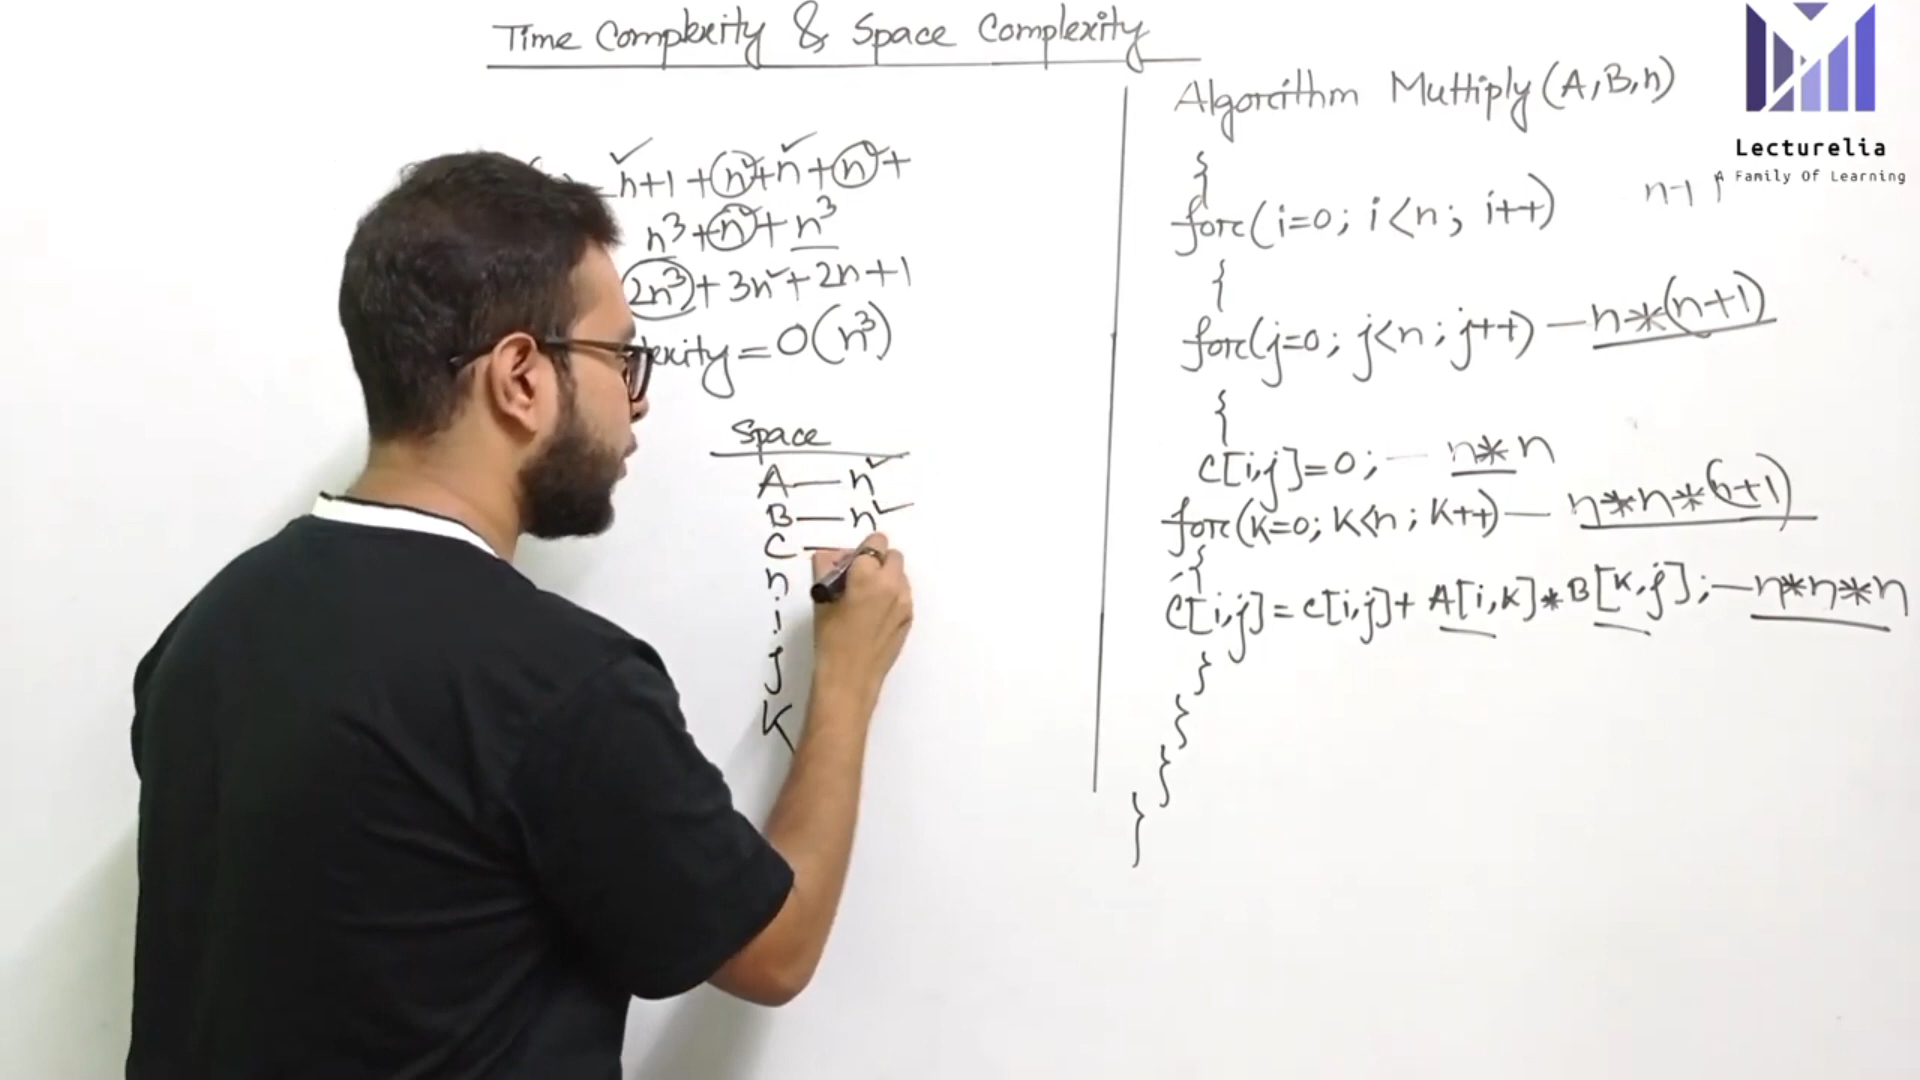 Time Complexity & Space Complexity
n+1 + n² + n + n² +
n³ + n² + n³
2n³ + 3n² + 2n + 1
exity = O(n³)
Space
A — n²
B — n²
C —
n
i
j
K
Algorithm Multiply(A,B,n)
{
for(i=0; i<n; i++) n+1
{
for(j=0; j<n; j++) — n*(n+1)
{
C[i,j]=0; — n*n
for(K=0; K<n; K++) — n*n*(n+1)
{
C[i,j] = C[i,j] + A[i,K]*B[K,j]; — n*n*n
}
}
}
}
Lecturelia
A Family Of Learning